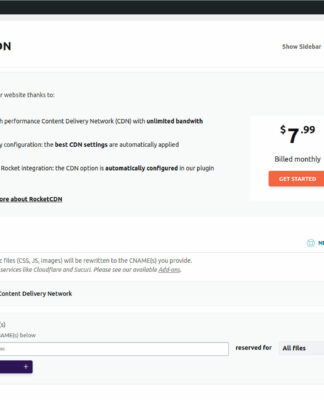 Show Sidebar
r website thanks to:
performance Content Delivery Network (CDN) with unlimited bandwith
y configuration: the best CDN settings are automatically applied
Rocket integration: the CDN option is automatically configured in our plugin
$7.99
Billed monthly
GET STARTED
ore about RocketCDN
files (CSS, JS, images) will be rewritten to the CNAME(s) you provide.
services like Cloudflare and Sucuri. Please see our available Add-ons.
Content Delivery Network
(s)
AME(s) below
reserved for
All files
+